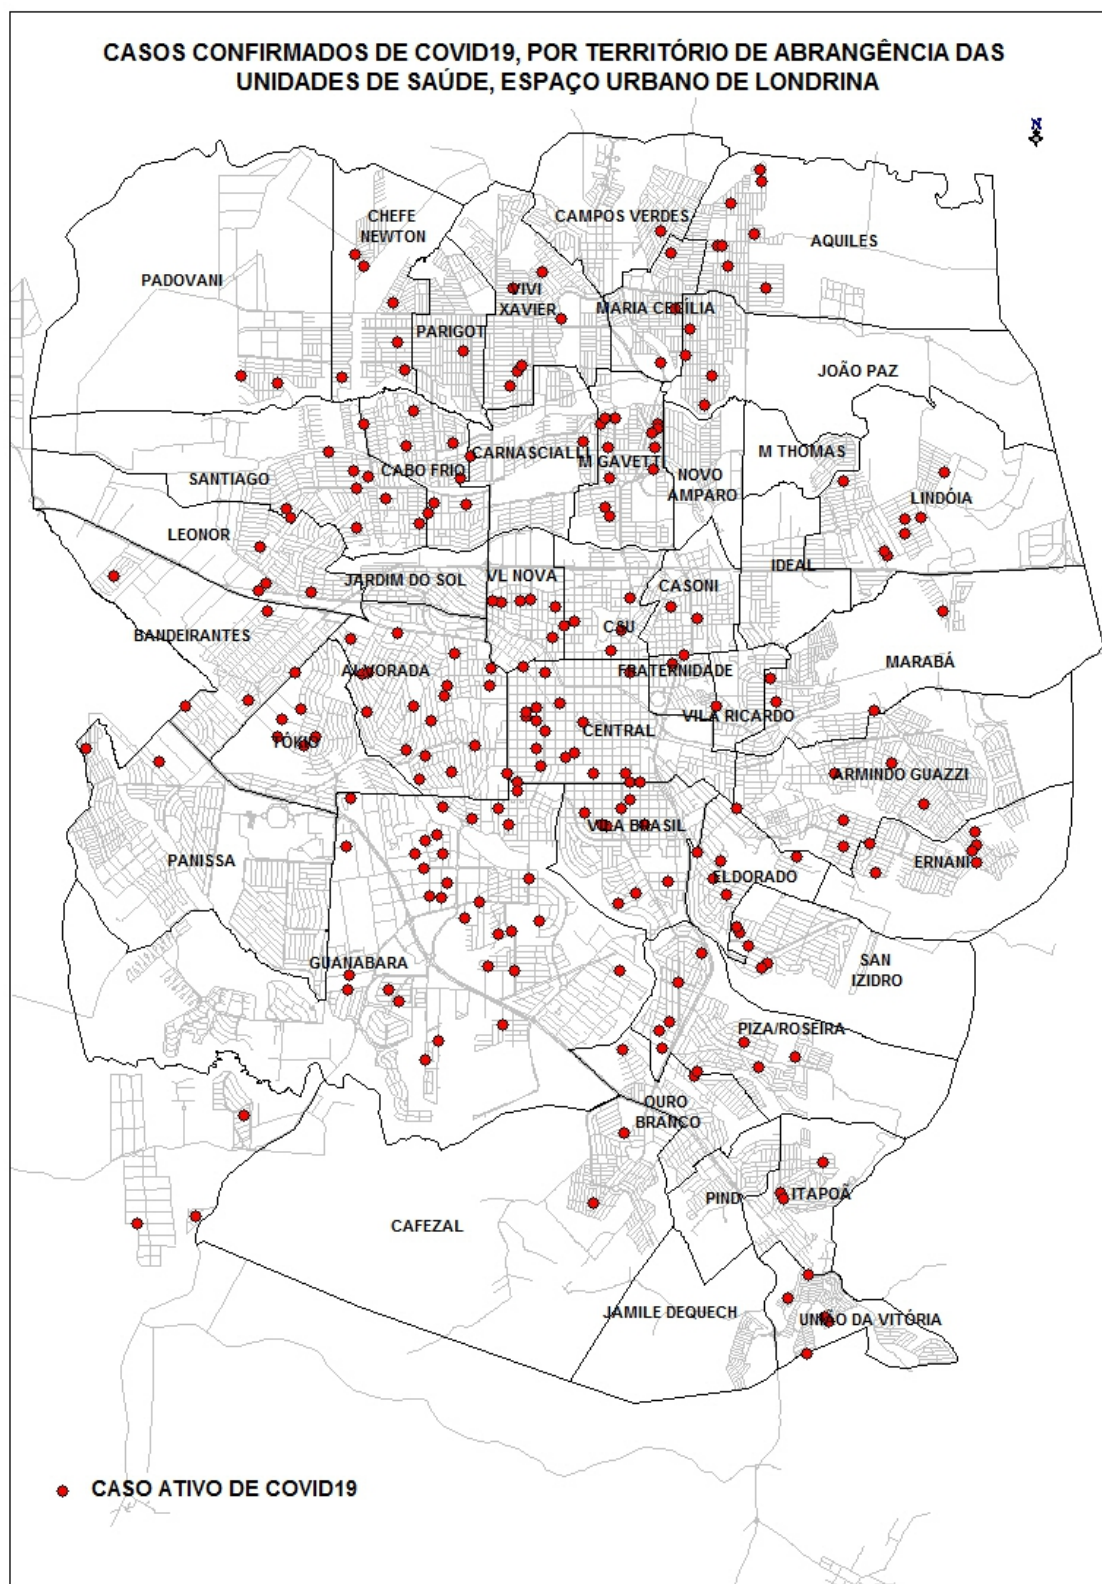 CASOS CONFIRMADOS DE COVID19, POR TERRITÓRIO DE ABRANGÊNCIA DAS
UNIDADES DE SAÚDE, ESPAÇO URBANO DE LONDRINA
N
CHEFE
NEWTON
CAMPOS VERDES
AQUILES
PADOVANI
VIVI
XAVIER
MARIA CECÍLIA
PARIGOT
JOÃO PAZ
M THOMAS
CARNASCIALLI
M GAVETTI
CABO FRIO
SANTIAGO
NOVO
AMPARO
LINDÓIA
LEONOR
IDEAL
VL NOVA
JARDIM DO SOL
CASONI
CSU
BANDEIRANTES
MARABÁ
ALVORADA
FRATERNIDADE
VILA RICARDO
CENTRAL
TÓKIO
ARMINDO GUAZZI
VILA BRASIL
PANISSA
ERNANI
ELDORADO
GUANABARA
SAN
IZIDRO
PIZA/ROSEIRA
OURO
BRANCO
PIND
ITAPOÃ
CAFEZAL
JAMILE DEQUECH
UNIÃO DA VITÓRIA
CASO ATIVO DE COVID19